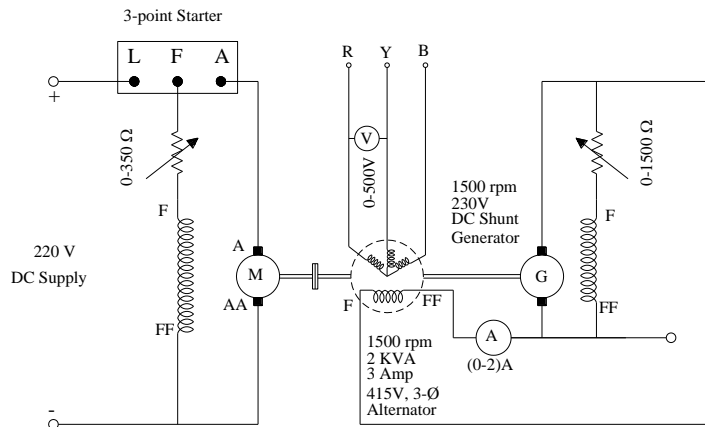 3-point Starter
L F A
R Y B
+
0-350 Ω
V
0-500V
0-1500 Ω
1500 rpm
230V
DC Shunt
Generator
F
F
220 V
DC Supply
A
M
G
AA
F
FF
FF
FF
A
(0-2)A
1500 rpm
2 KVA
3 Amp
415V, 3-Ø
Alternator
-